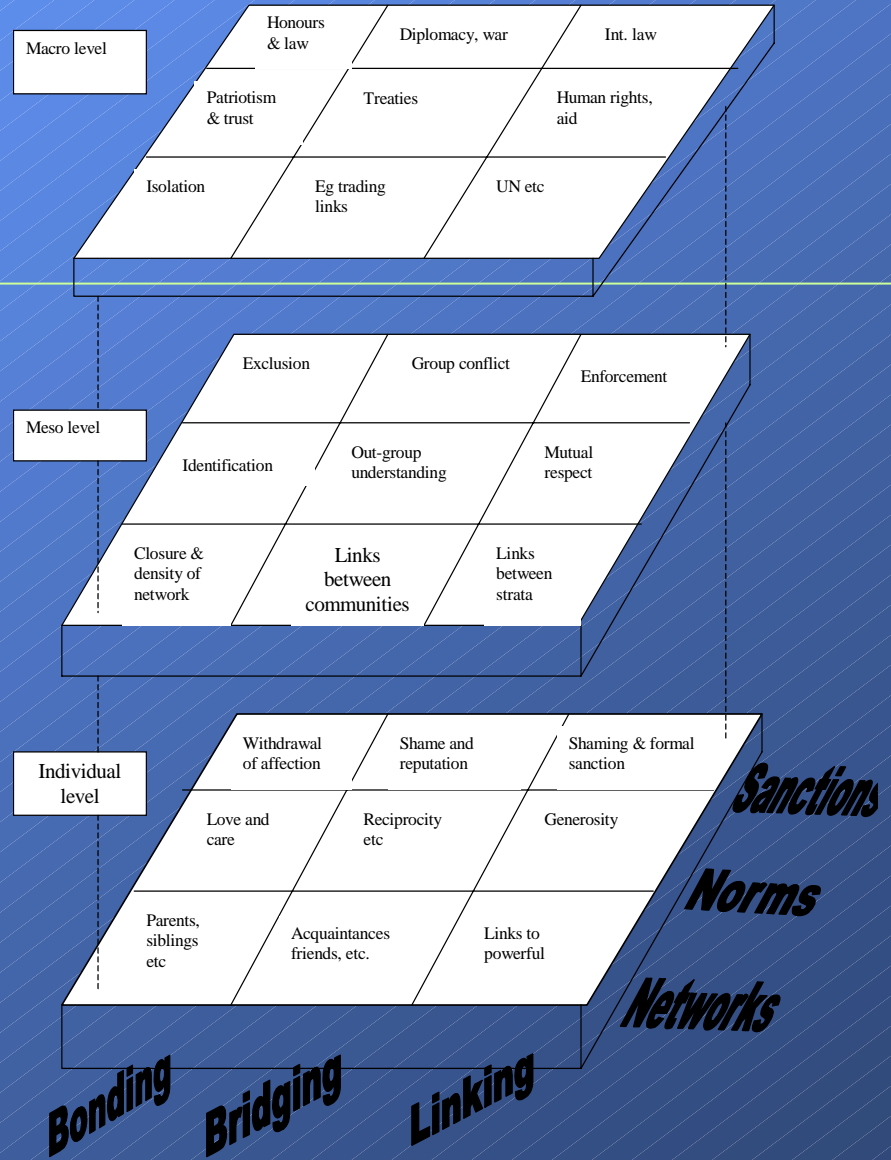 Macro level
Honours
& law
Diplomacy, war
Int. law
Patriotism
& trust
Treaties
Human rights,
aid
Isolation
Eg trading
links
UN etc
Meso level
Exclusion
Group conflict
Enforcement
Identification
Out-group
understanding
Mutual
respect
Closure &
density of
network
Links
between
communities
Links
between
strata
Individual
level
Withdrawal
of affection
Shame and
reputation
Shaming & formal
sanction
Love and
care
Reciprocity
etc
Generosity
Parents,
siblings
etc
Acquaintances
friends, etc.
Links to
powerful
Sanctions
Norms
Networks
Bonding
Bridging
Linking